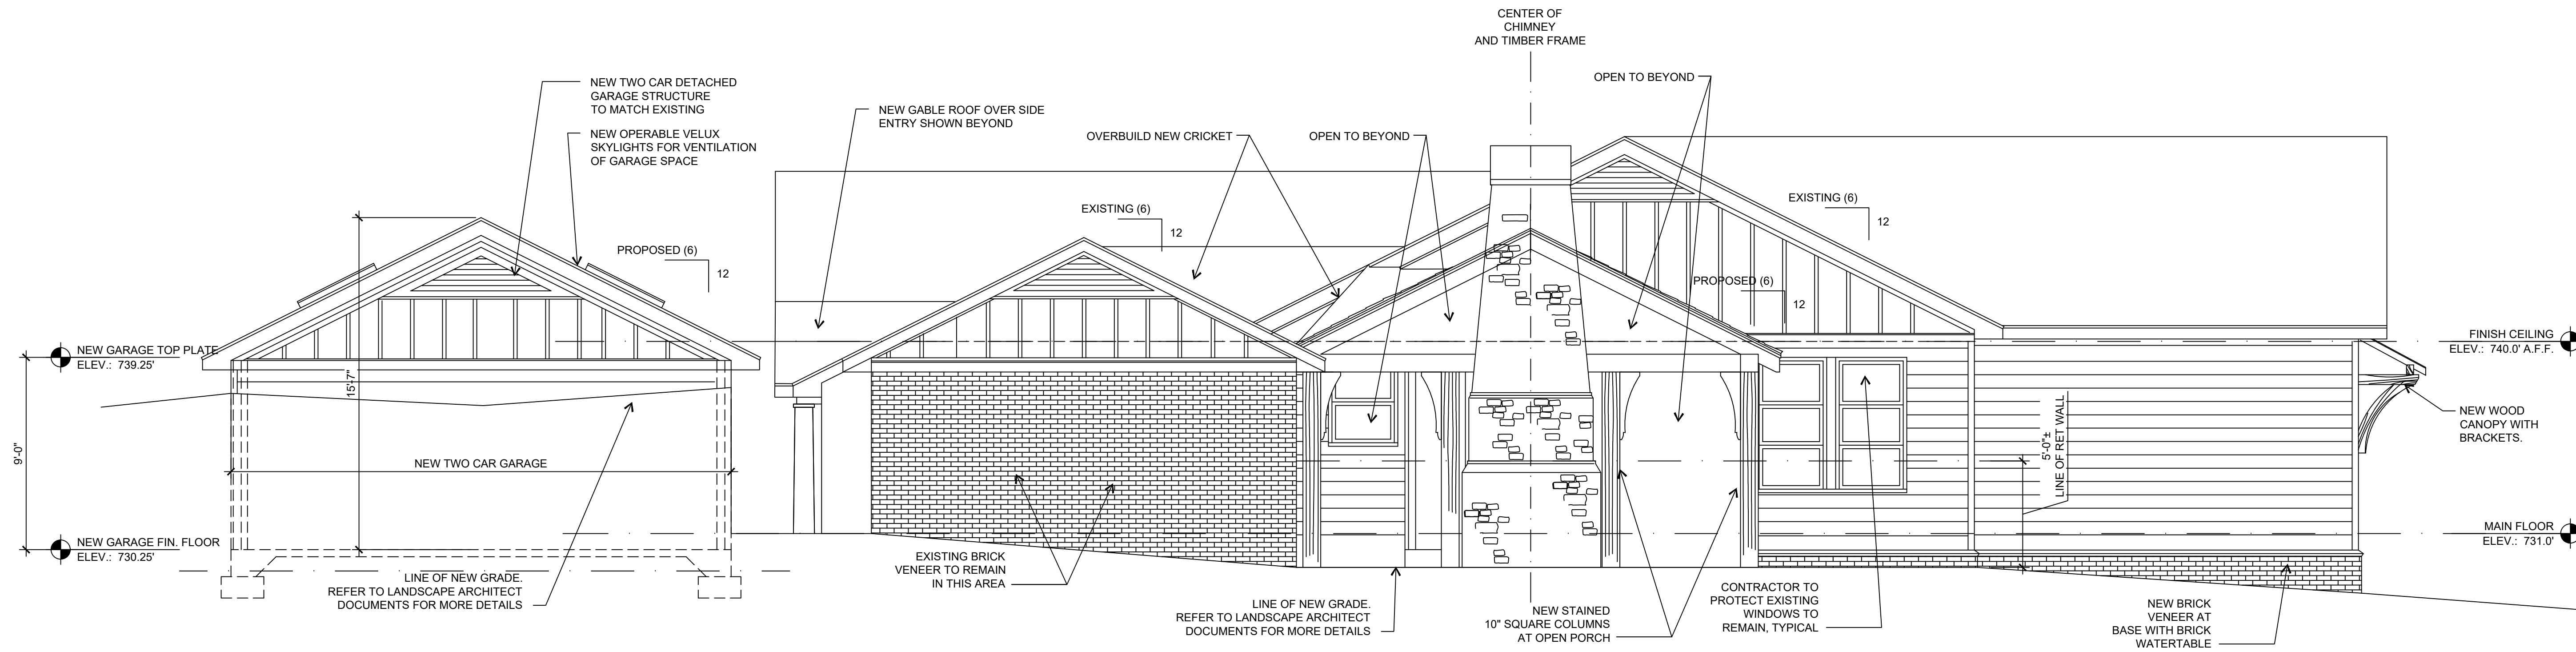 CENTER OF
CHIMNEY
AND TIMBER FRAME
NEW TWO CAR DETACHED
GARAGE STRUCTURE
TO MATCH EXISTING
NEW OPERABLE VELUX
SKYLIGHTS FOR VENTILATION
OF GARAGE SPACE
NEW GABLE ROOF OVER SIDE
ENTRY SHOWN BEYOND
OVERBUILD NEW CRICKET
OPEN TO BEYOND
OPEN TO BEYOND
PROPOSED (6)
12
EXISTING (6)
12
EXISTING (6)
12
PROPOSED (6)
12
NEW GARAGE TOP PLATE
ELEV.: 739.25'
15'-7"
9'-0"
NEW TWO CAR GARAGE
NEW GARAGE FIN. FLOOR
ELEV.: 730.25'
LINE OF NEW GRADE.
REFER TO LANDSCAPE ARCHITECT
DOCUMENTS FOR MORE DETAILS
EXISTING BRICK
VENEER TO REMAIN
IN THIS AREA
LINE OF NEW GRADE.
REFER TO LANDSCAPE ARCHITECT
DOCUMENTS FOR MORE DETAILS
NEW STAINED
10" SQUARE COLUMNS
AT OPEN PORCH
CONTRACTOR TO
PROTECT EXISTING
WINDOWS TO
REMAIN, TYPICAL
5'-0"±
LINE OF RET WALL
FINISH CEILING
ELEV.: 740.0' A.F.F.
NEW WOOD
CANOPY WITH
BRACKETS.
MAIN FLOOR
ELEV.: 731.0'
NEW BRICK
VENEER AT
BASE WITH BRICK
WATERTABLE